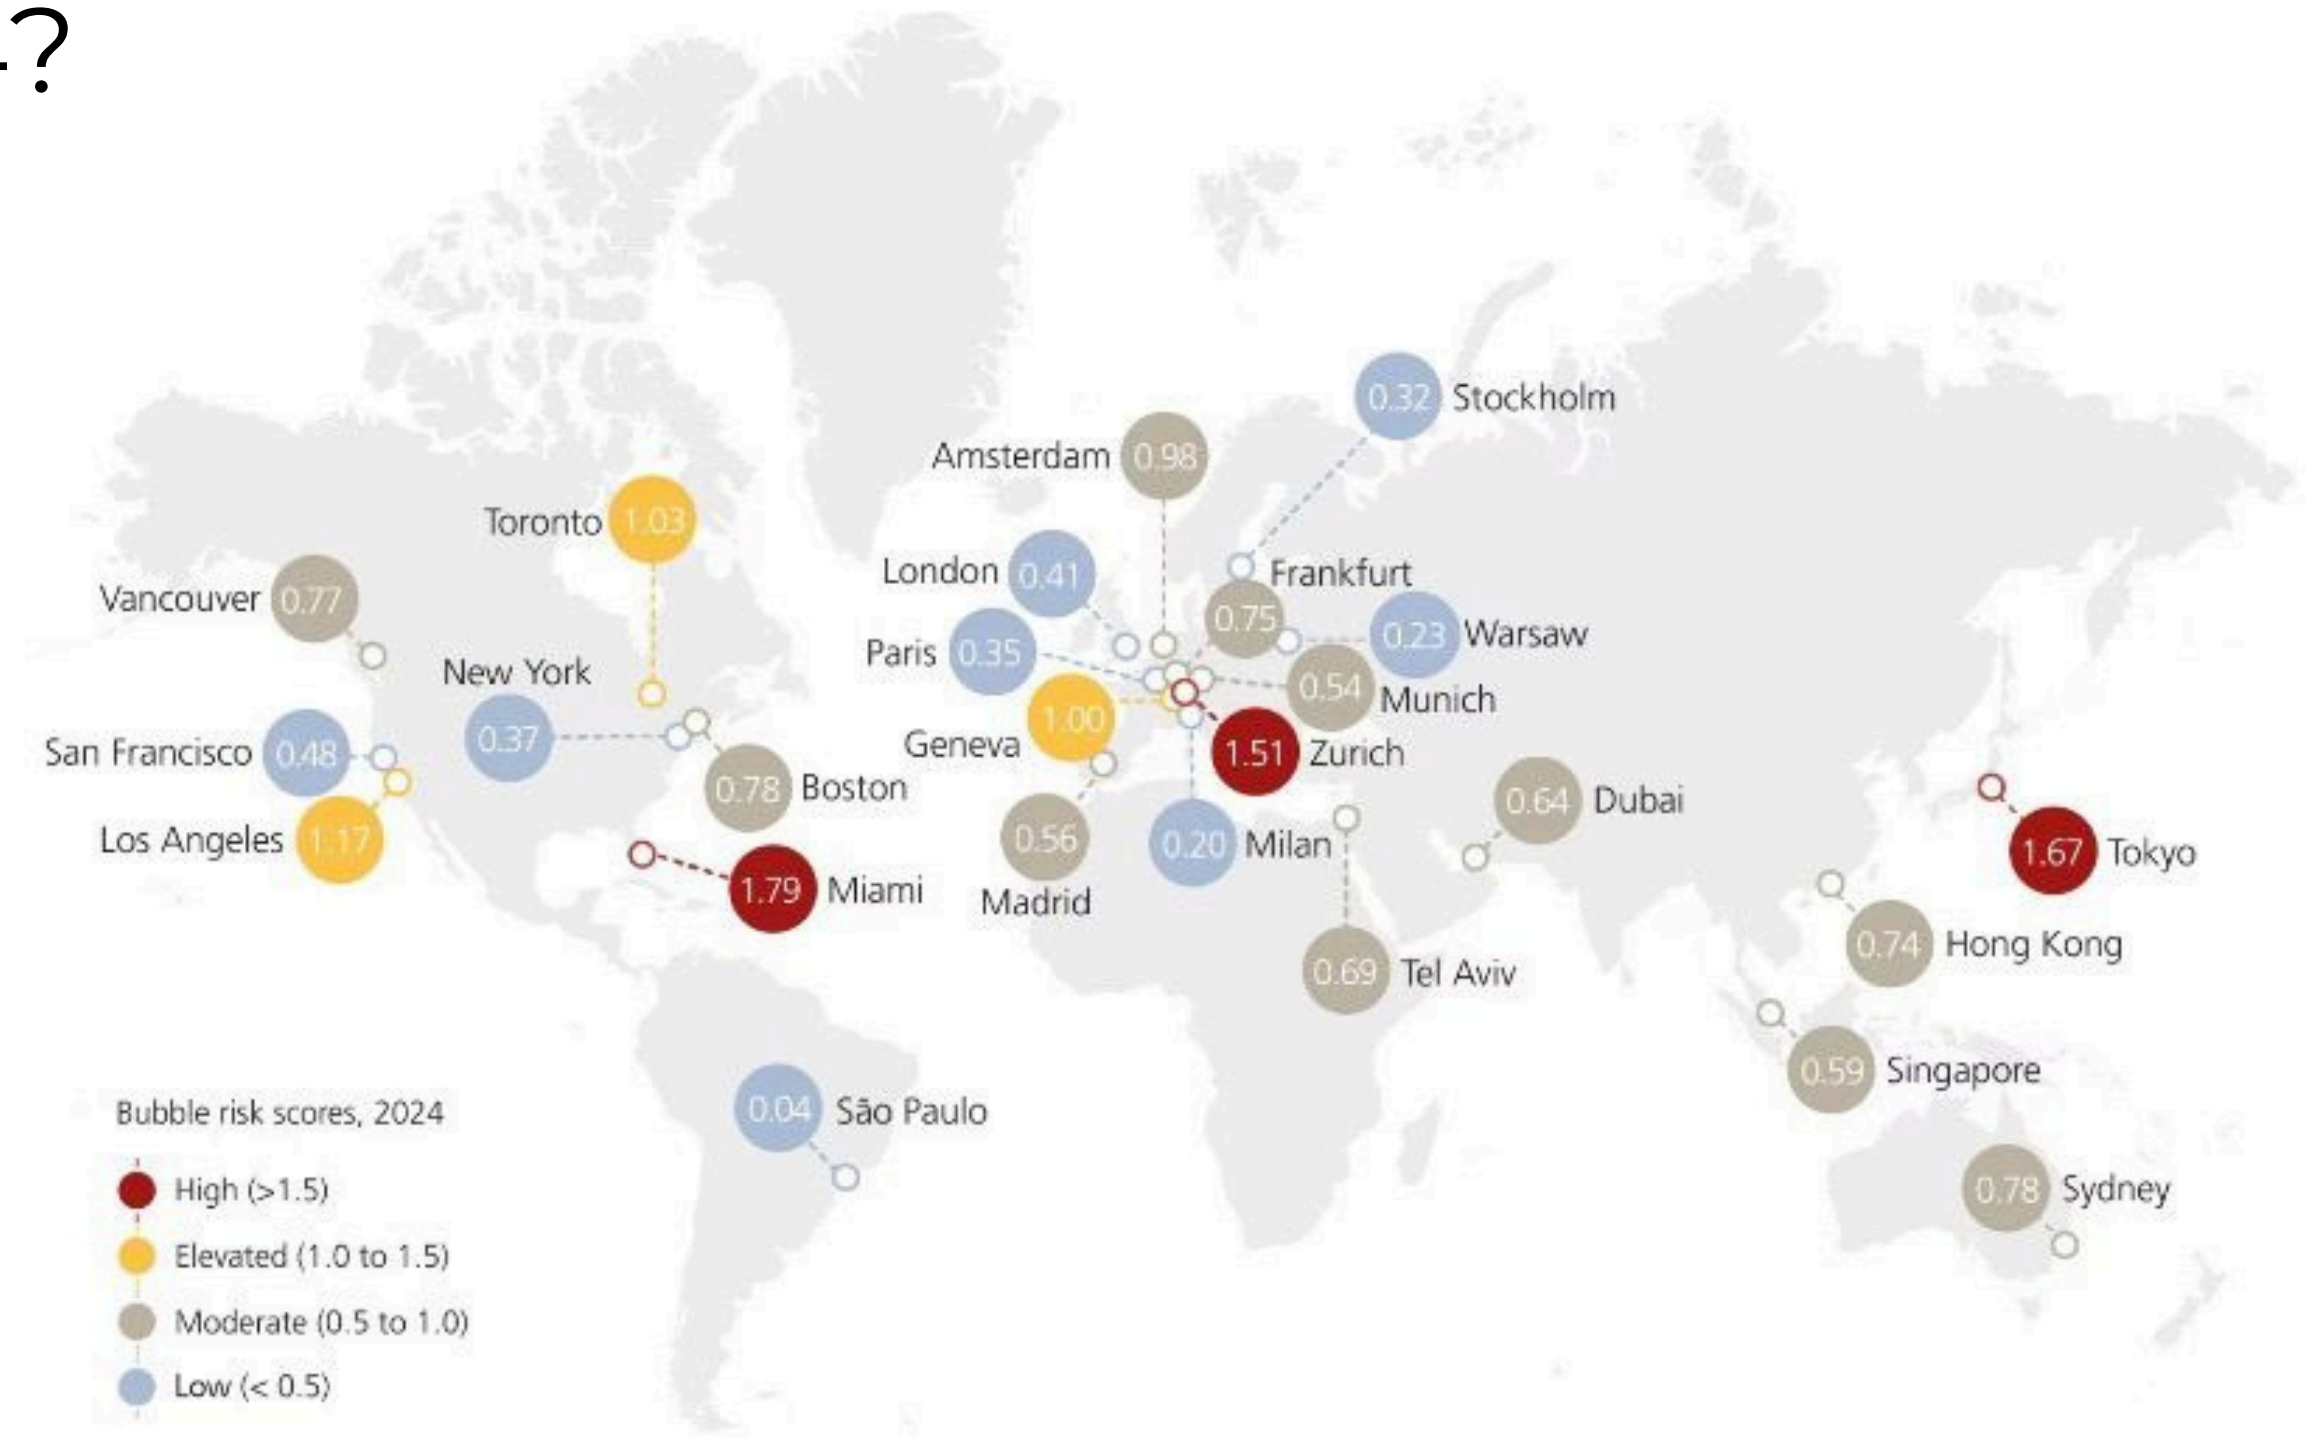 ?
Stockholm 0.32
Amsterdam 0.98
Toronto 1.03
London 0.41
Frankfurt 0.75
Vancouver 0.77
Warsaw 0.23
Paris 0.35
New York 0.37
Munich 0.54
Geneva 1.00
San Francisco 0.48
Zurich 1.51
Boston 0.78
Dubai 0.64
Los Angeles 1.17
Madrid 0.56
Milan 0.20
Tokyo 1.67
Miami 1.79
Hong Kong 0.74
Tel Aviv 0.69
Singapore 0.59
São Paulo 0.04
Sydney 0.78
Bubble risk scores, 2024
High (>1.5)
Elevated (1.0 to 1.5)
Moderate (0.5 to 1.0)
Low (< 0.5)